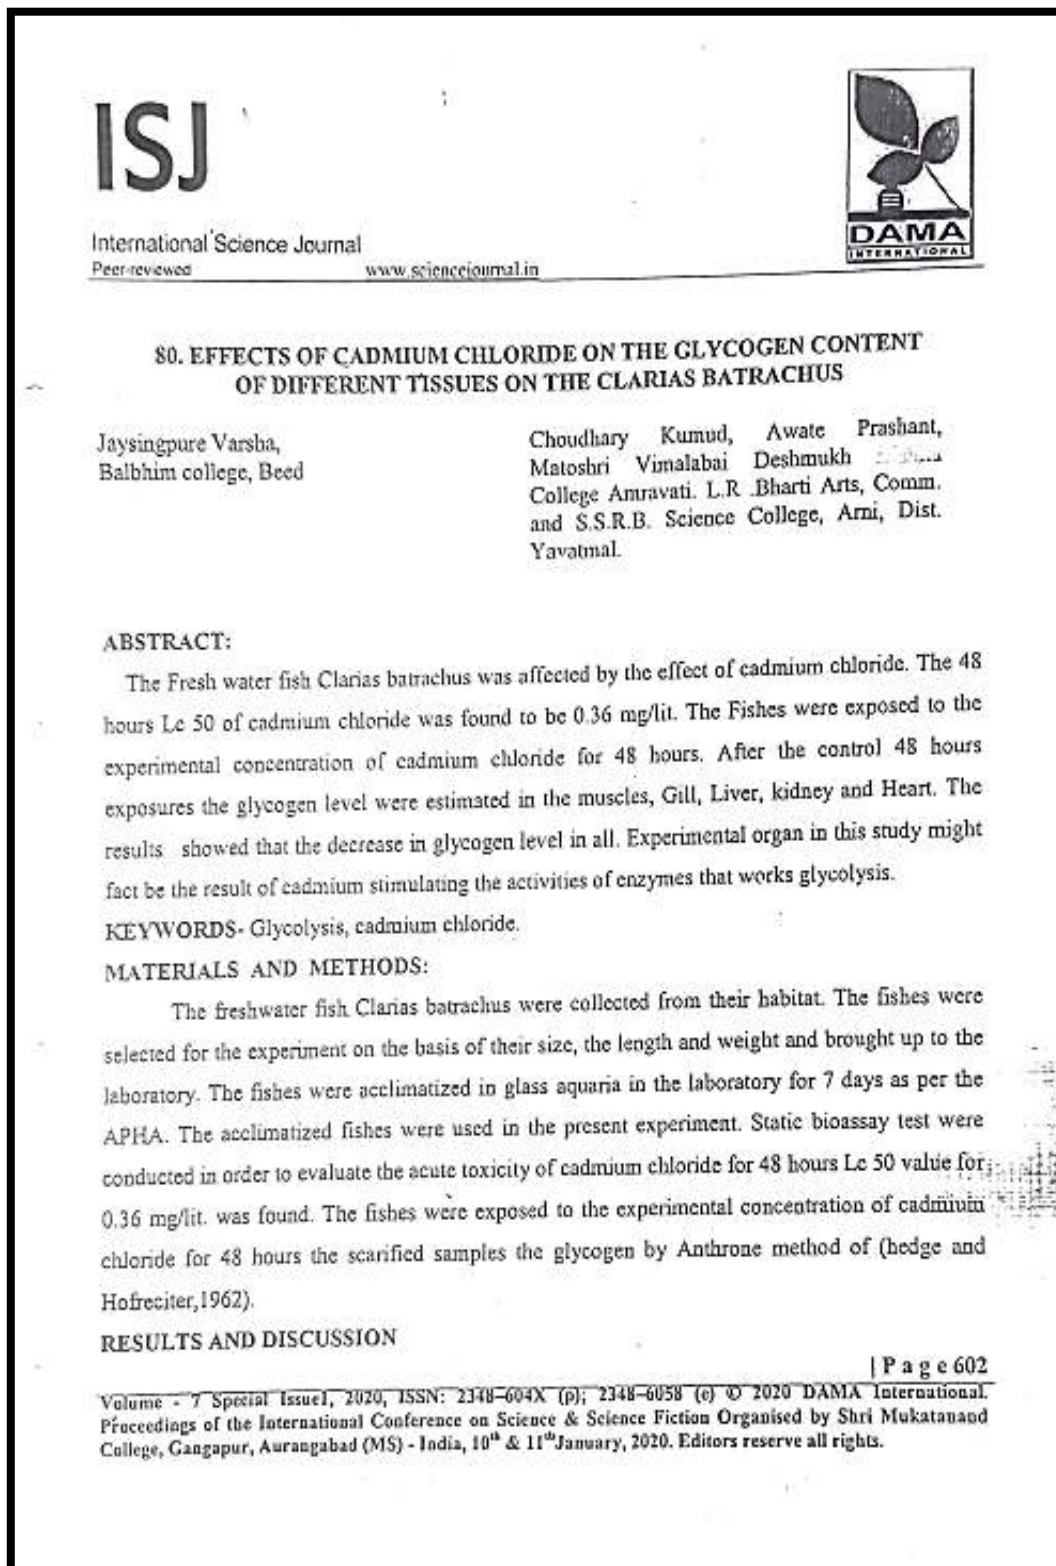 ISJ
International Science Journal
Peer-reviewed www.sciencejournal.in
DAMA
INTERNATIONAL
80. EFFECTS OF CADMIUM CHLORIDE ON THE GLYCOGEN CONTENT
OF DIFFERENT TISSUES ON THE CLARIAS BATRACHUS
Jaysingpure Varsha,
Balbhim college, Beed
Choudhary Kumud, Awate Prashant,
Matoshri Vimalabai Deshmukh
College Amravati. L.R .Bharti Arts, Comm.
and S.S.R.B. Science College, Arni, Dist.
Yavatmal.
ABSTRACT:
The Fresh water fish Clarias batrachus was affected by the effect of cadmium chloride. The 48
hours Lc 50 of cadmium chloride was found to be 0.36 mg/lit. The Fishes were exposed to the
experimental concentration of cadmium chloride for 48 hours. After the control 48 hours
exposures the glycogen level were estimated in the muscles, Gill, Liver, kidney and Heart. The
results showed that the decrease in glycogen level in all. Experimental organ in this study might
fact be the result of cadmium stimulating the activities of enzymes that works glycolysis.
KEYWORDS- Glycolysis, cadmium chloride.
MATERIALS AND METHODS:
The freshwater fish Clarias batrachus were collected from their habitat. The fishes were
selected for the experiment on the basis of their size, the length and weight and brought up to the
laboratory. The fishes were acclimatized in glass aquaria in the laboratory for 7 days as per the
APHA. The acclimatized fishes were used in the present experiment. Static bioassay test were
conducted in order to evaluate the acute toxicity of cadmium chloride for 48 hours Lc 50 value for
0.36 mg/lit. was found. The fishes were exposed to the experimental concentration of cadmium
chloride for 48 hours the scarified samples the glycogen by Anthrone method of (hedge and
Hofreciter,1962).
RESULTS AND DISCUSSION
| P a g e 602
Volume - 7 Special Issue1, 2020, ISSN: 2348–604X (p); 2348–6058 (e) © 2020 DAMA International.
Proceedings of the International Conference on Science & Science Fiction Organised by Shri Mukatanand
College, Gangapur, Aurangabad (MS) - India, 10th & 11th January, 2020. Editors reserve all rights.